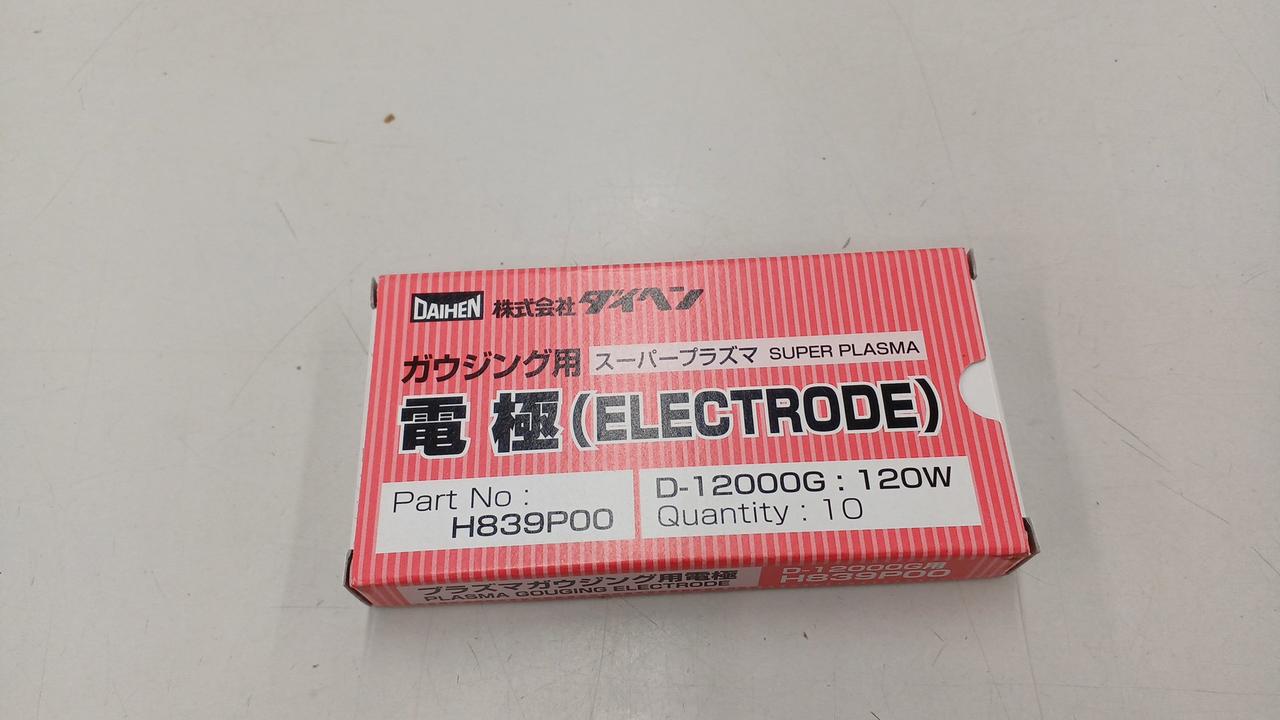 DAIHEN 株式会社ダイヘン
ガウジング用 スーパープラズマ SUPER PLASMA
電極(ELECTRODE)
Part No :
H839P00
D-12000G : 120W
Quantity : 10
プラズマガウジング用電極
PLASMA GOUGING ELECTRODE
D-12000G用
H839P00